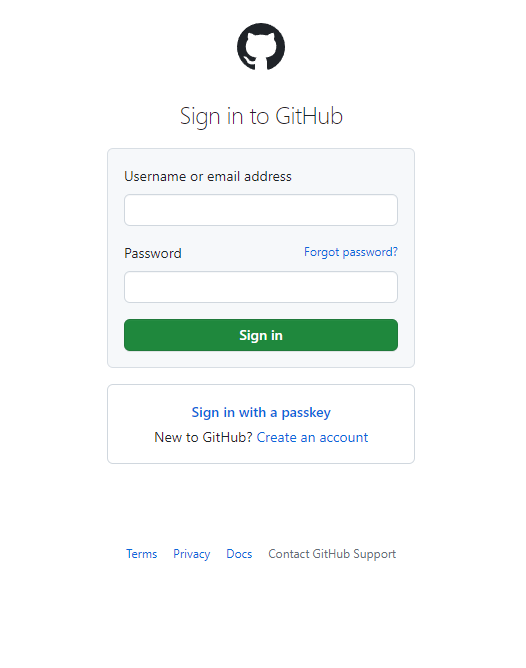 Sign in to GitHub
Username or email address
Password Forgot password?
Sign in
Sign in with a passkey
New to GitHub? Create an account
Terms Privacy Docs Contact GitHub Support